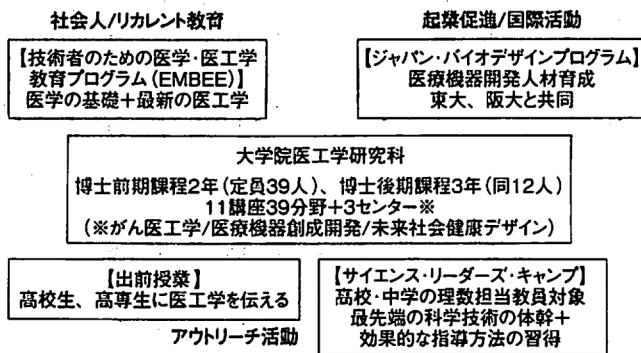 社会人/リカレント教育
【技術者のための医学・医工学
教育プログラム(EMBEE)】
医学の基礎+最新の医工学
起業促進/国際活動
【ジャパン・バイオデザインプログラム】
医療機器開発人材育成
東大、阪大と共同
大学院医工学研究科
博士前期課程2年(定員39人)、博士後期課程3年(同12人)
11講座39分野+3センター※
(※がん医工学/医療機器創成開発/未来社会健康デザイン)
【出前授業】
高校生、高専生に医工学を伝える
アウトリーチ活動
【サイエンス・リーダーズ・キャンプ】
高校・中学の理数担当教員対象
最先端の科学技術の体幹+
効果的な指導方法の習得